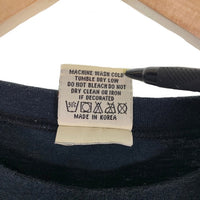 MACHINE WASH COLD
TUMBLE DRY LOW
DO NOT BLEACH DO NOT
DRY CLEAN OR IRON
IF DECORATED
MADE IN KOREA